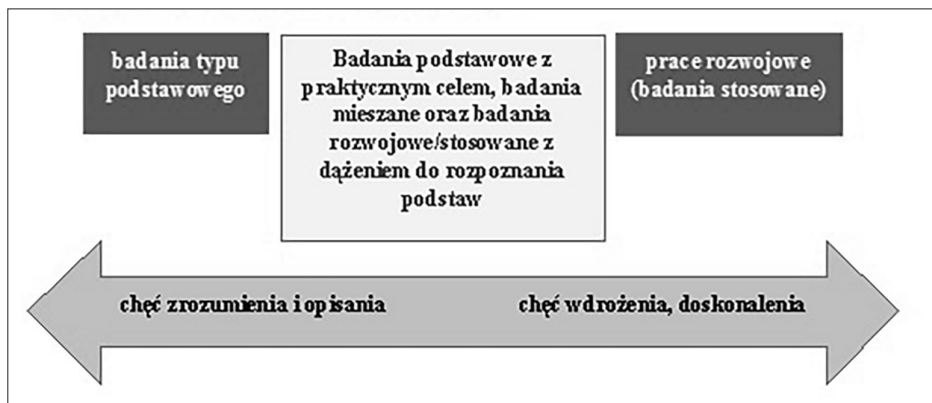 badania typu
podstawowego
Badania podstawowe z
praktycznym celem, badania
mieszane oraz badania
rozwojowe/stosowane z
dążeniem do rozpoznania
podstaw
prace rozwojowe
(badania stosowane)
chęć zrozumienia i opisania
chęć wdrożenia, doskonalenia